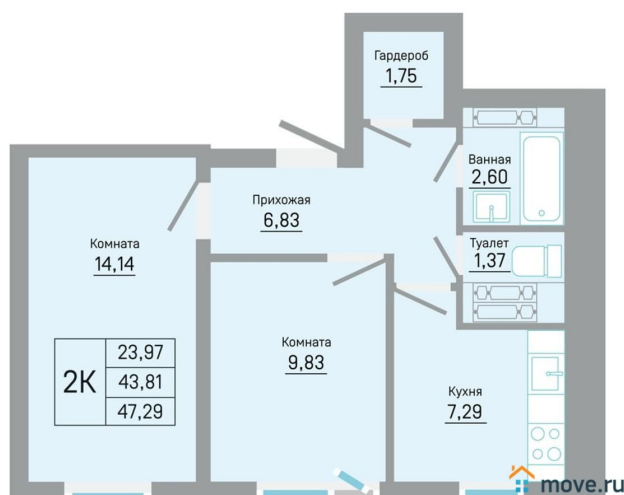 Гардероб
1,75
Ванная
2.60
Прихожая
6,83
Туалет
1,37
Комната
14,14
Комната
9,83
2К
23,97
43,81
47,29
Кухня
7,29
move.ru